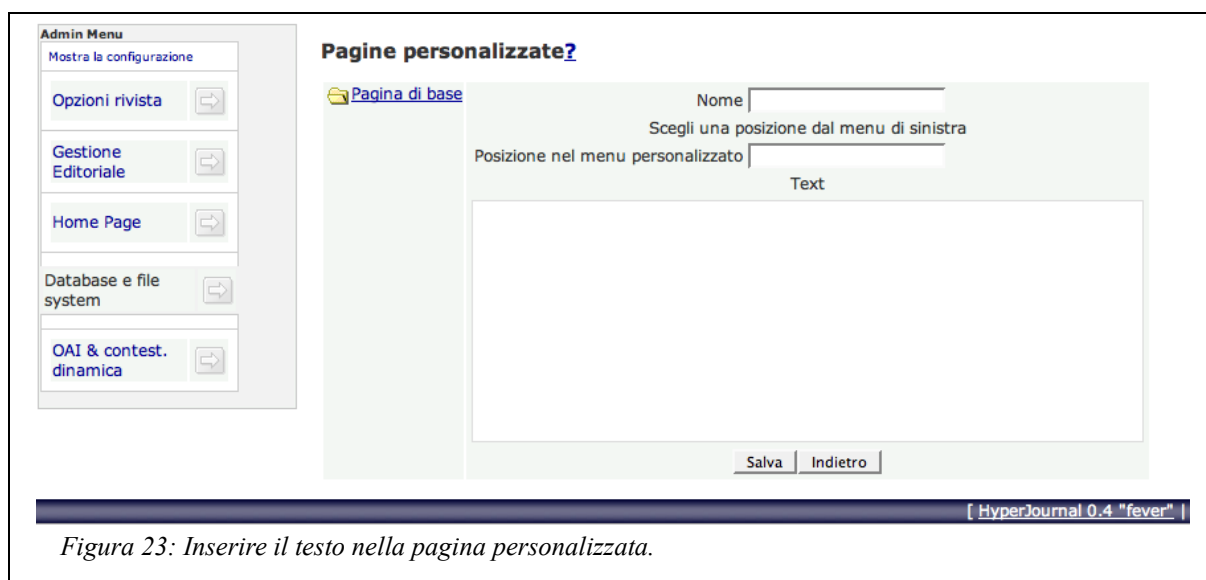 Admin Menu
Mostra la configurazione
Opzioni rivista
Gestione
Editoriale
Home Page
Database e file
system
OAI & contest.
dinamica
Pagine personalizzate?
Pagina di base
Nome
Scegli una posizione dal menu di sinistra
Posizione nel menu personalizzato
Text
Salva
Indietro
[ HyperJournal 0.4 "fever" |
Figura 23: Inserire il testo nella pagina personalizzata.